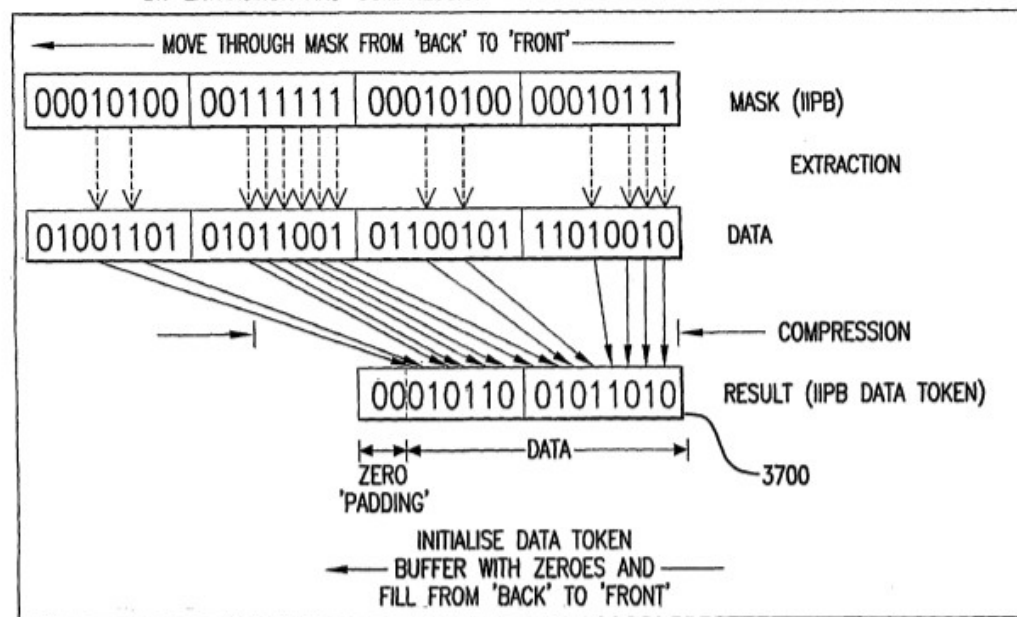 MOVE THROUGH MASK FROM 'BACK' TO 'FRONT'
00010100 00111111 00010100 00010111 MASK (IIPB)
EXTRACTION
01001101 01011001 01100101 11010010 DATA
COMPRESSION
00010110 01011010 RESULT (IIPB DATA TOKEN)
DATA
ZERO
'PADDING'
3700
INITIALISE DATA TOKEN
BUFFER WITH ZEROES AND
FILL FROM 'BACK' TO 'FRONT'